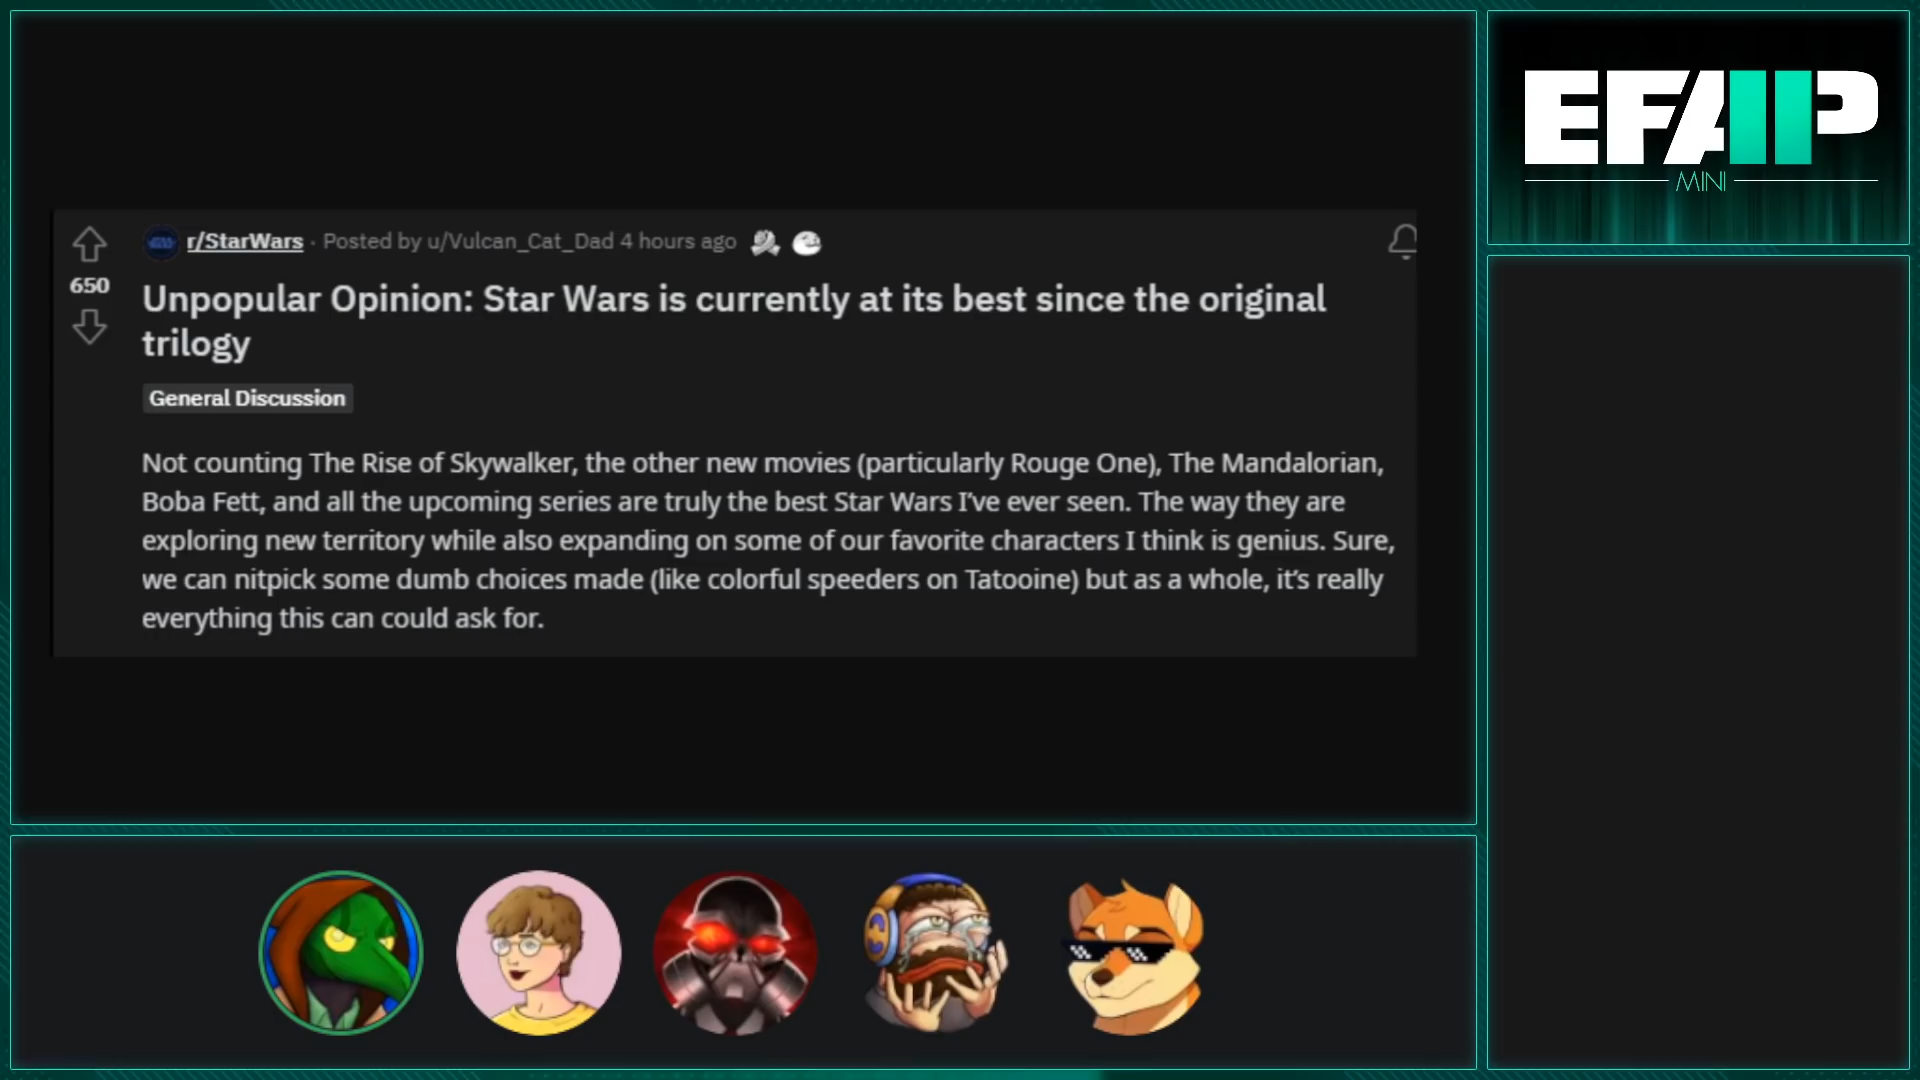 r/StarWars · Posted by u/Vulcan_Cat_Dad 4 hours ago
650
Unpopular Opinion: Star Wars is currently at its best since the original
trilogy
General Discussion
Not counting The Rise of Skywalker, the other new movies (particularly Rouge One), The Mandalorian,
Boba Fett, and all the upcoming series are truly the best Star Wars I've ever seen. The way they are
exploring new territory while also expanding on some of our favorite characters I think is genius. Sure,
we can nitpick some dumb choices made (like colorful speeders on Tatooine) but as a whole, it's really
everything this can could ask for.
EFAP
MINI